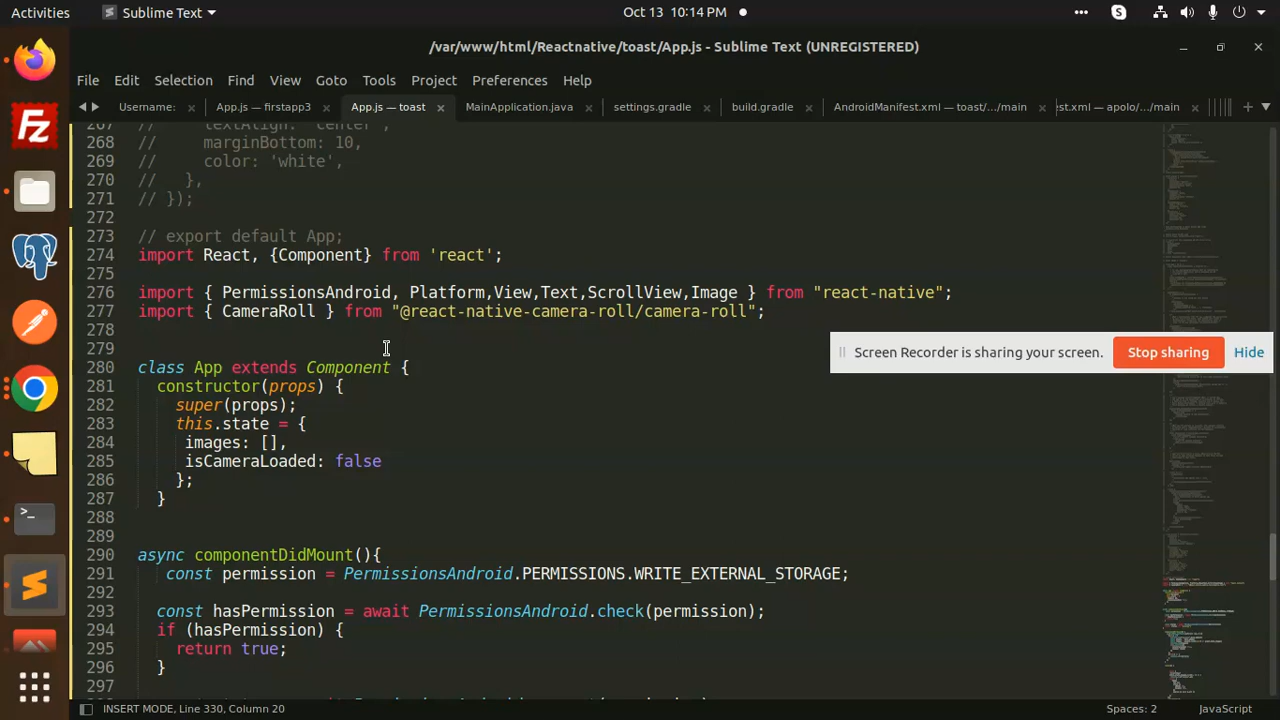 Activities
Sublime Text
Oct 13 10:14 PM
/var/www/html/Reactnative/toast/App.js - Sublime Text (UNREGISTERED)
File Edit Selection Find View Goto Tools Project Preferences Help
Username: App.js — firstapp3 App.js — toast MainApplication.java settings.gradle build.gradle AndroidManifest.xml — toast/.../main est.xml — apolo/.../main
267 // textAlign: 'center',
268 // marginBottom: 10,
269 // color: 'white',
270 // },
271 // });
272
273 // export default App;
274 import React, {Component} from 'react';
275
276 import { PermissionsAndroid, Platform,View,Text,ScrollView,Image } from "react-native";
277 import { CameraRoll } from "@react-native-camera-roll/camera-roll";
278
279
280 class App extends Component {
281 constructor(props) {
282 super(props);
283 this.state = {
284 images: [],
285 isCameraLoaded: false
286 };
287 }
288
289
290 async componentDidMount(){
291 const permission = PermissionsAndroid.PERMISSIONS.WRITE_EXTERNAL_STORAGE;
292
293 const hasPermission = await PermissionsAndroid.check(permission);
294 if (hasPermission) {
295 return true;
296 }
297
Screen Recorder is sharing your screen. Stop sharing Hide
INSERT MODE, Line 330, Column 20
Spaces: 2
JavaScript